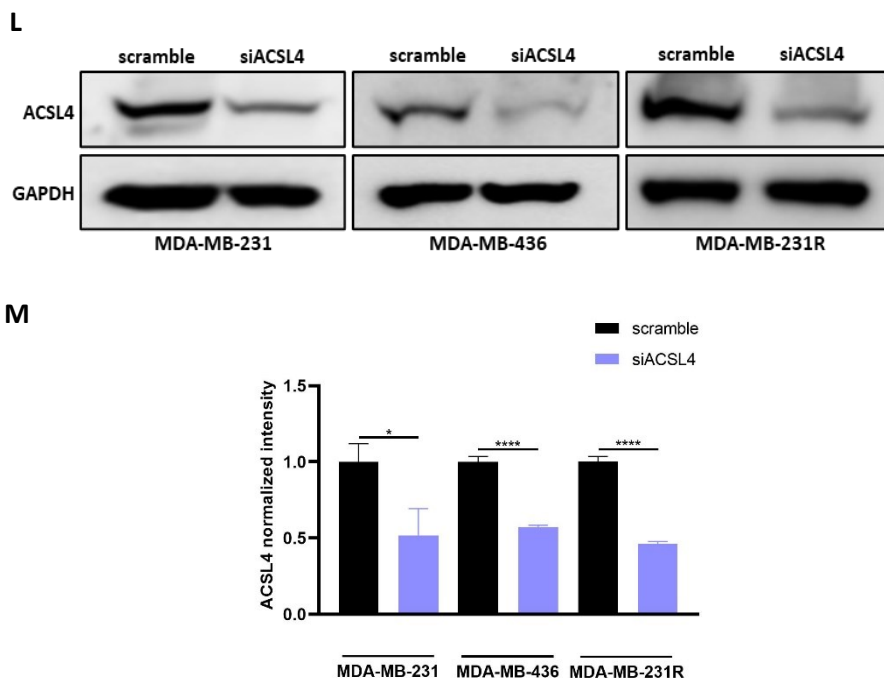 L
scramble siACSL4 scramble siACSL4 scramble siACSL4
ACSL4
GAPDH
MDA-MB-231 MDA-MB-436 MDA-MB-231R
M
scramble
siACSL4
ACSL4 normalized intensity
1.5
1.0
0.5
0.0
* **** ****
MDA-MB-231 MDA-MB-436 MDA-MB-231R